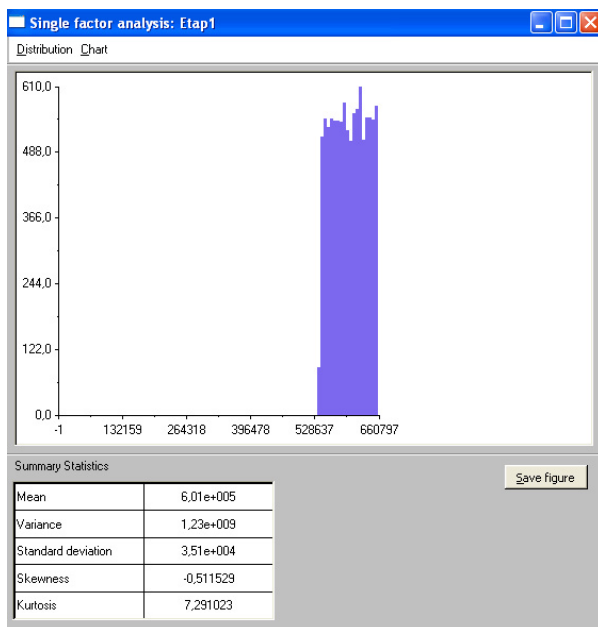 Single factor analysis: Etap1
Distribution Chart
610,0
488,0
366,0
244,0
122,0
0,0
-1 132159 264318 396478 528637 660797
Summary Statistics
Save figure
Mean 6,01e+005
Variance 1,23e+009
Standard deviation 3,51e+004
Skewness -0,511529
Kurtosis 7,291023